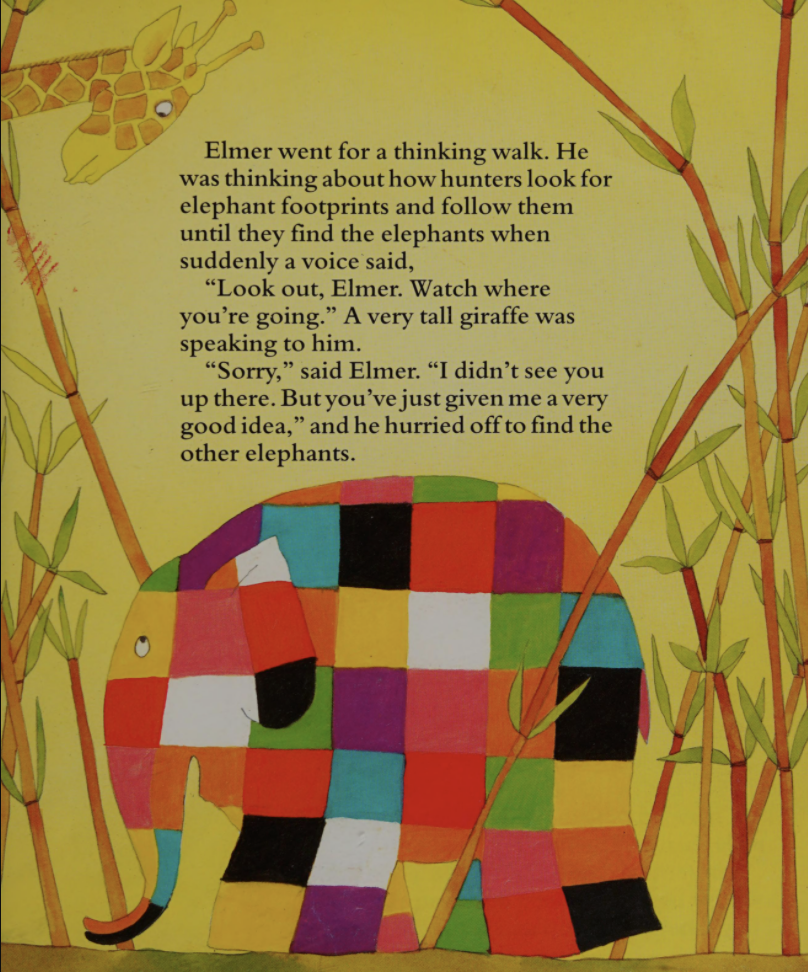 Elmer went for a thinking walk. He
was thinking about how hunters look for
elephant footprints and follow them
until they find the elephants when
suddenly a voice said,
“Look out, Elmer. Watch where
you’re going.” A very tall giraffe was
speaking to him.
“Sorry,” said Elmer. “I didn’t see you
up there. But you’ve just given me a very
good idea,” and he hurried off to find the
other elephants.